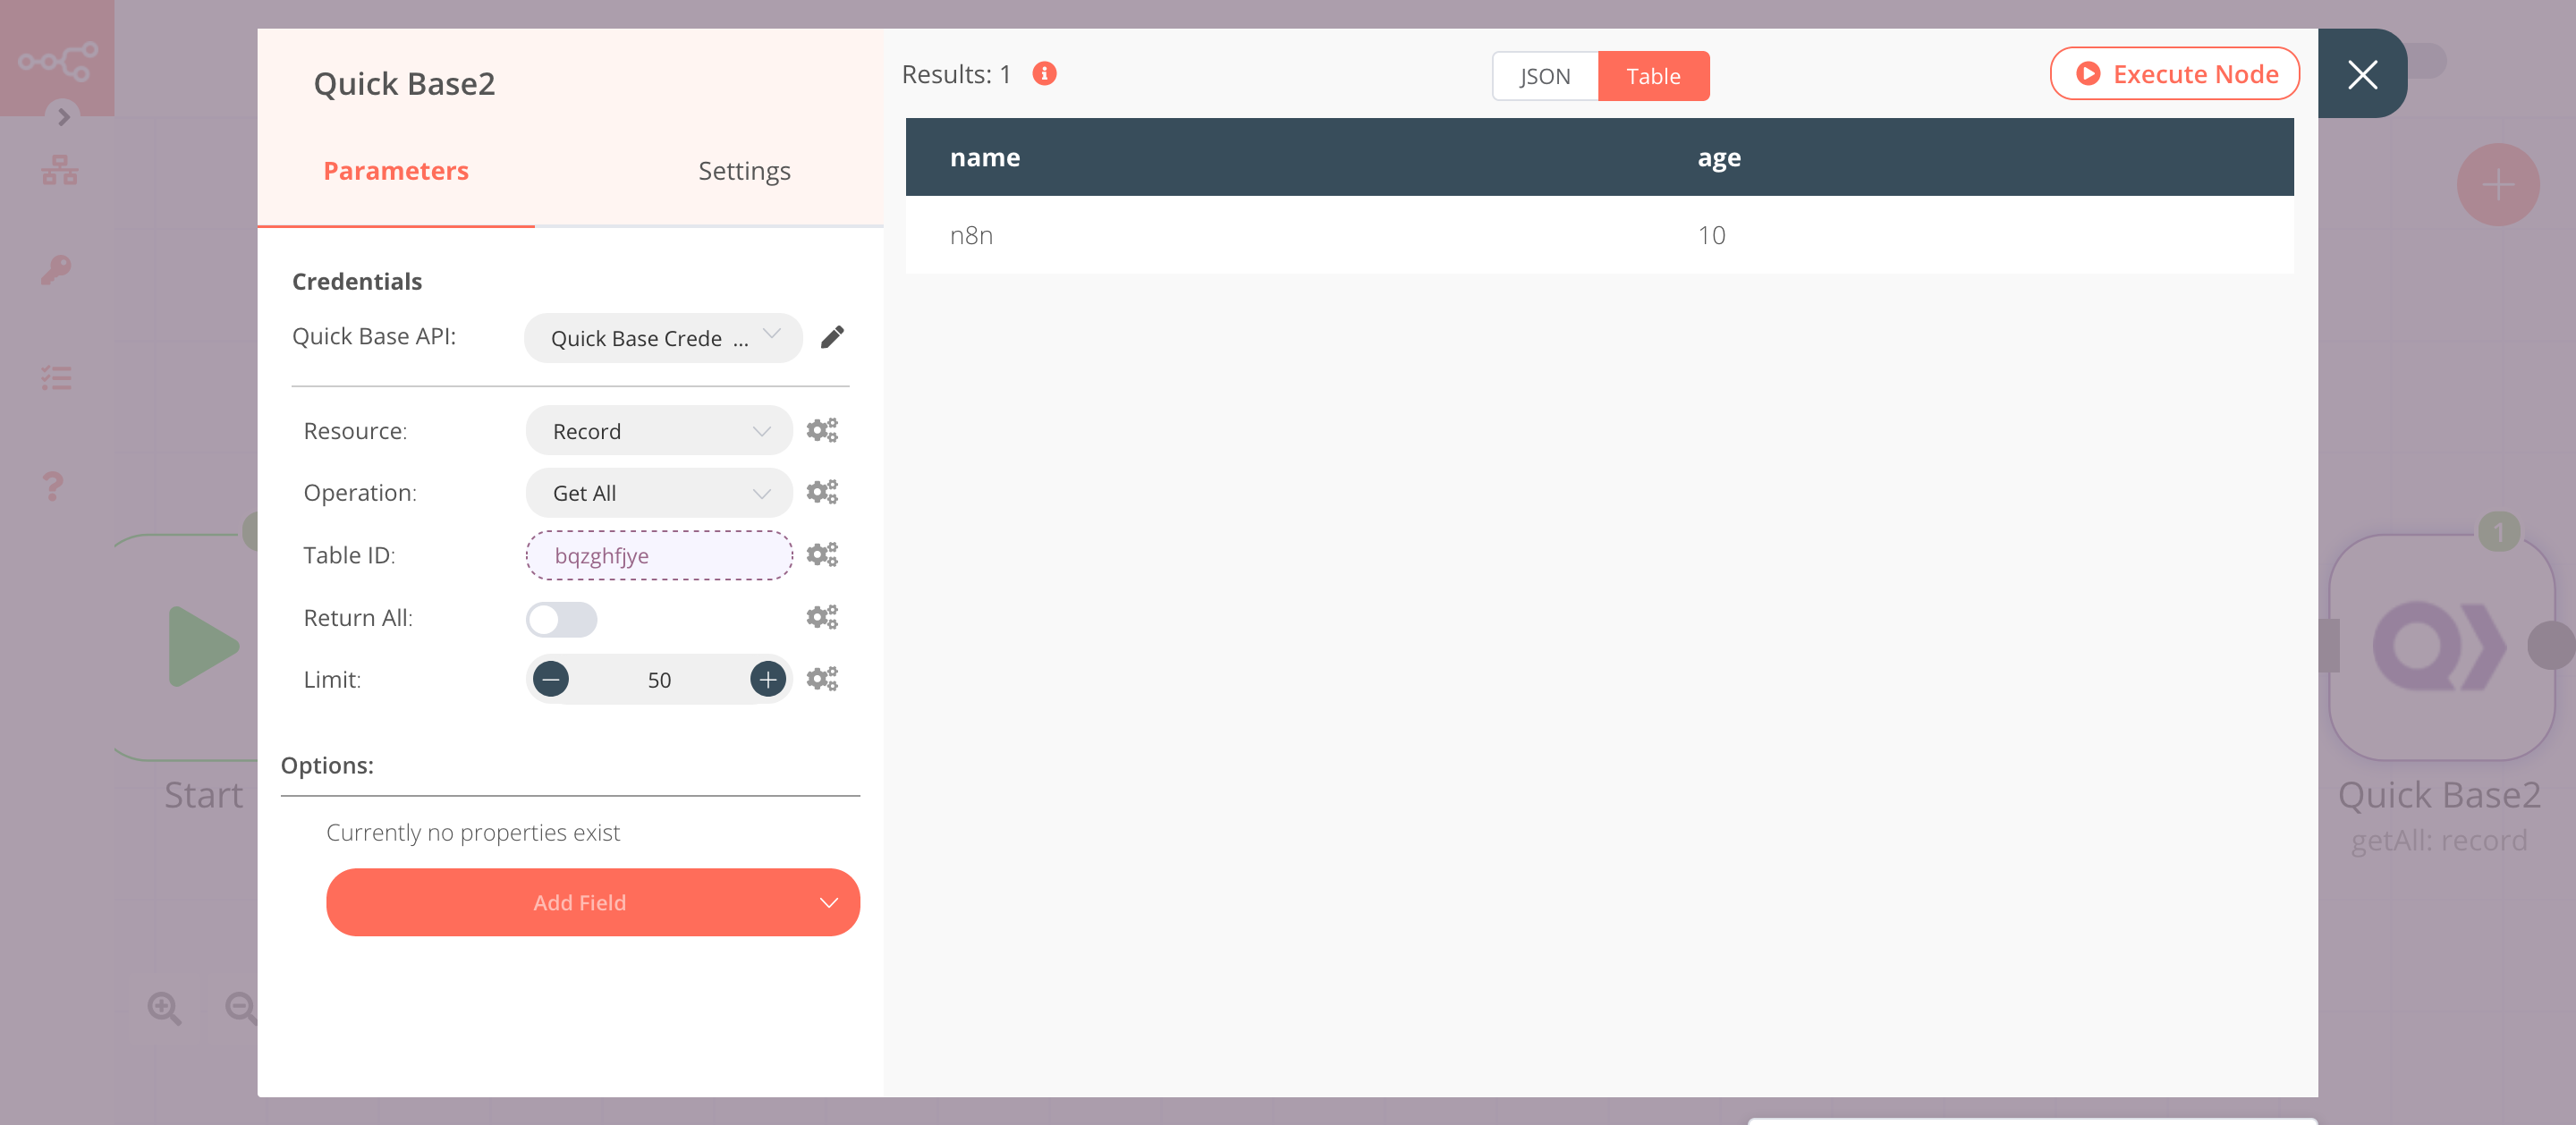 Quick Base2
Parameters
Settings
Credentials
Quick Base API:
Quick Base Crede ...
Resource:
Record
Operation:
Get All
Table ID:
bqzghfjye
Return All:
Limit:
50
Options:
Currently no properties exist
Add Field
Results: 1
JSON
Table
Execute Node
name
age
n8n
10
Start
1
Quick Base2
getAll: record